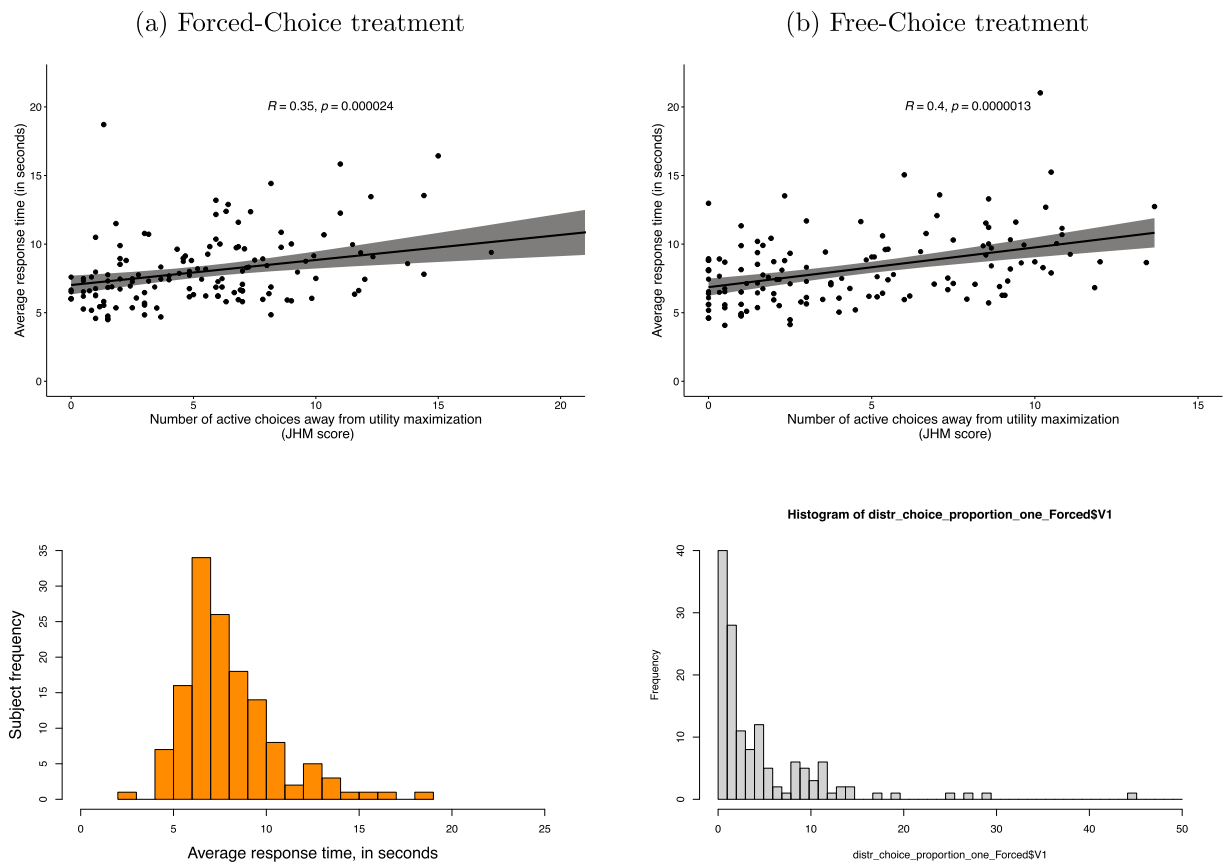 (a) Forced-Choice treatment
(b) Free-Choice treatment
R = 0.35, p = 0.000024
Average response time (in seconds)
20
15
10
5
0
0 5 10 15 20
Number of active choices away from utility maximization
(JHM score)
R = 0.4, p = 0.0000013
Average response time (in seconds)
20
15
10
5
0
0 5 10 15
Number of active choices away from utility maximization
(JHM score)
Subject frequency
35
30
25
20
15
10
5
0
0 5 10 15 20 25
Average response time, in seconds
Histogram of distr_choice_proportion_one_Forced$V1
Frequency
40
30
20
10
0
0 10 20 30 40 50
distr_choice_proportion_one_Forced$V1